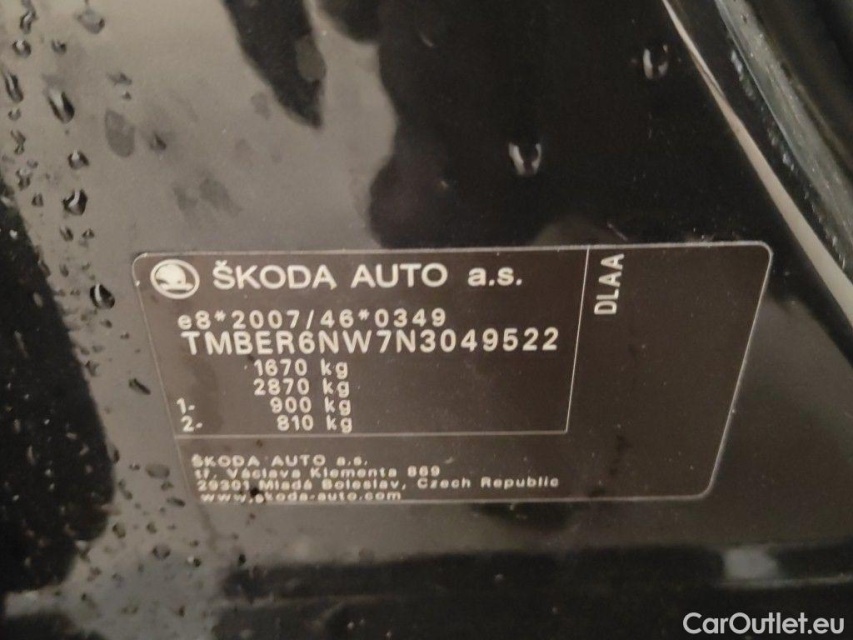 ŠKODA AUTO a.s.
e8*2007/46*0349
TMBER6NW7N3049522
1670 kg
2870 kg
1- 900 kg
2- 810 kg
DLAA
ŠKODA AUTO a.s.
tř. Václava Klementa 869
29301 Mladá Boleslav, Czech Republic
www.skoda-auto.com
CarOutlet.eu